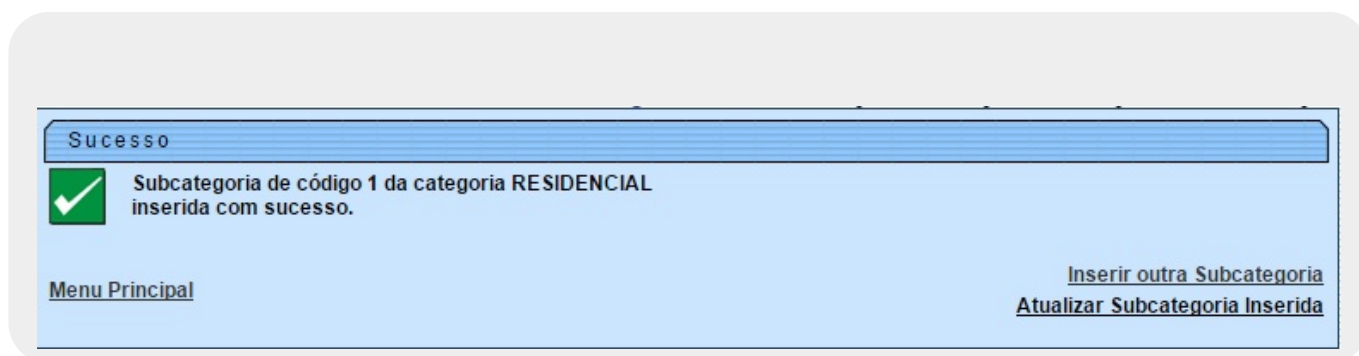 Sucesso
Subcategoria de código 1 da categoria RESIDENCIAL
inserida com sucesso.
Inserir outra Subcategoria
Menu Principal
Atualizar Subcategoria Inserida